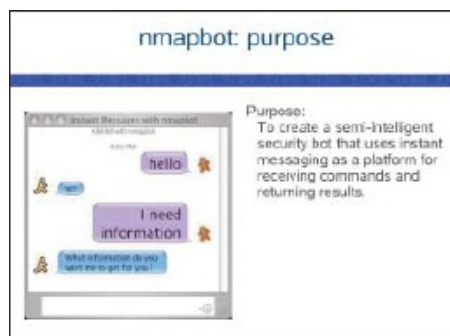 nmapbot: purpose
Instant Messages with nmapbot
hello
I need
information
What information do you
want me to get for you?
Purpose:
To create a semi-intelligent
security bot that uses instant
messaging as a platform for
receiving commands and
returning results.